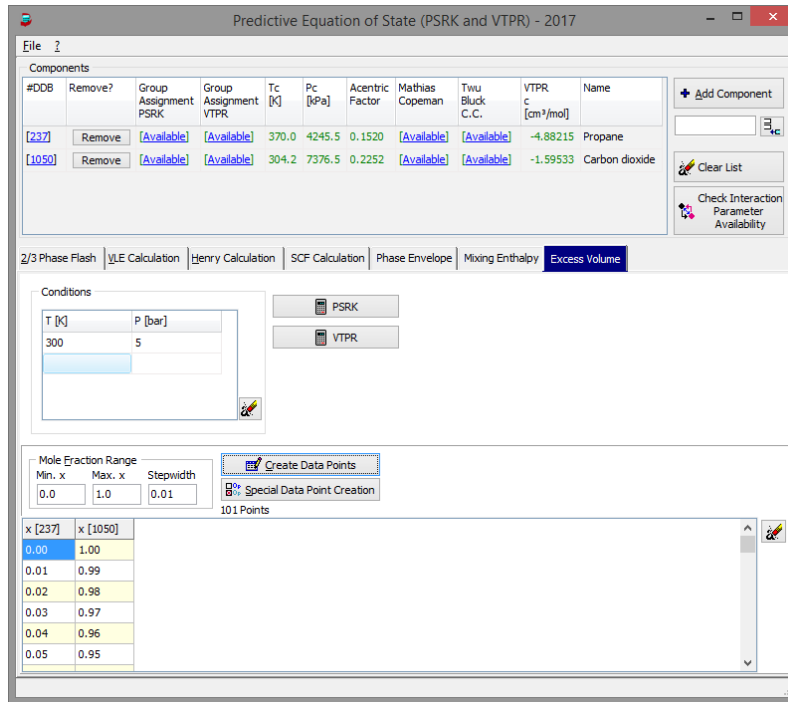 Predictive Equation of State (PSRK and VTPR) - 2017
File ?
Components
#DDB Remove? Group Assignment PSRK Group Assignment VTPR Tc [K] Pc [kPa] Acentric Factor Mathias Copeman Twu Bluck C.C. VTPR c [cm³/mol] Name
[237] Remove [Available] [Available] 370.0 4245.5 0.1520 [Available] [Available] -4.88215 Propane
[1050] Remove [Available] [Available] 304.2 7376.5 0.2252 [Available] [Available] -1.59533 Carbon dioxide
Add Component
Clear List
Check Interaction
Parameter
Availability
2/3 Phase Flash VLE Calculation Henry Calculation SCF Calculation Phase Envelope Mixing Enthalpy Excess Volume
Conditions
T [K] P [bar]
300 5
PSRK
VTPR
Mole Fraction Range
Min. x Max. x Stepwidth
0.0 1.0 0.01
Create Data Points
Special Data Point Creation
101 Points
x [237] x [1050]
0.00 1.00
0.01 0.99
0.02 0.98
0.03 0.97
0.04 0.96
0.05 0.95